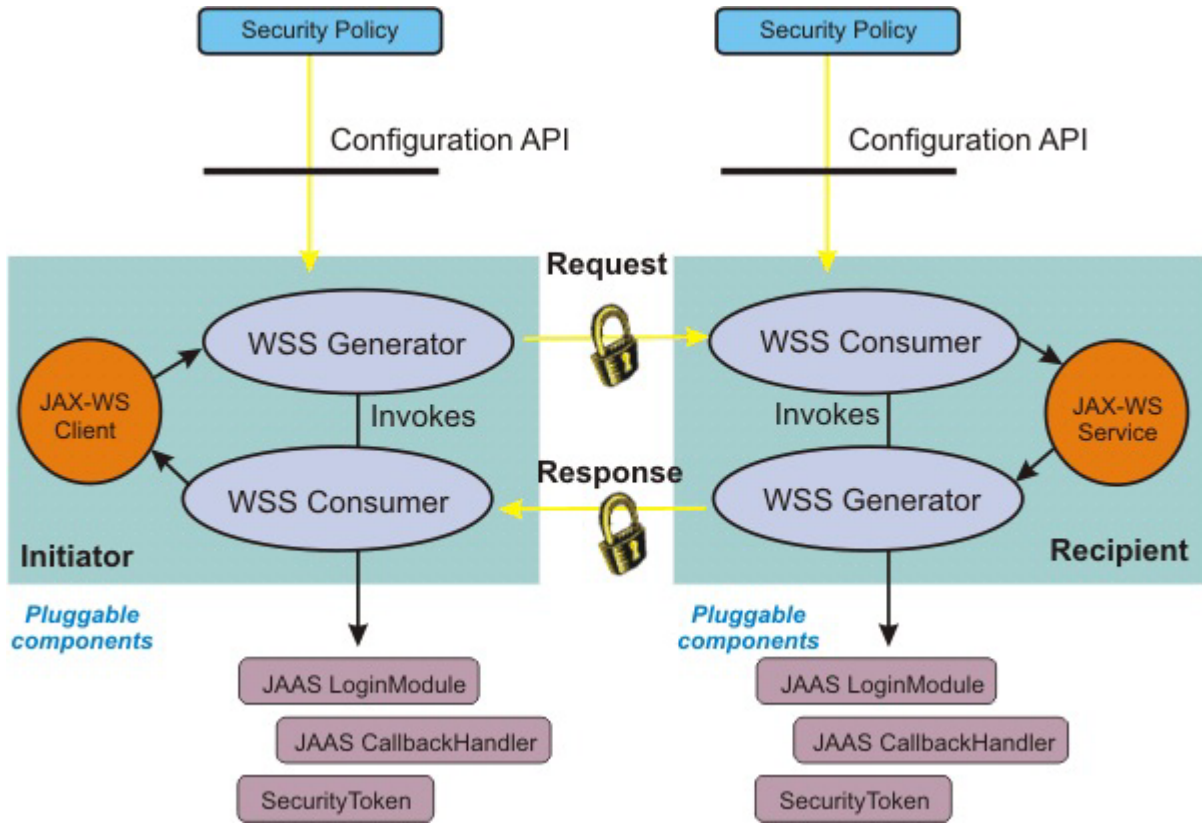 Security Policy
Security Policy
Configuration API
Configuration API
Request
WSS Generator
WSS Consumer
JAX-WS
Client
JAX-WS
Service
Invokes
Invokes
Response
WSS Consumer
WSS Generator
Initiator
Recipient
Pluggable
components
Pluggable
components
JAAS LoginModule
JAAS LoginModule
JAAS CallbackHandler
JAAS CallbackHandler
SecurityToken
SecurityToken